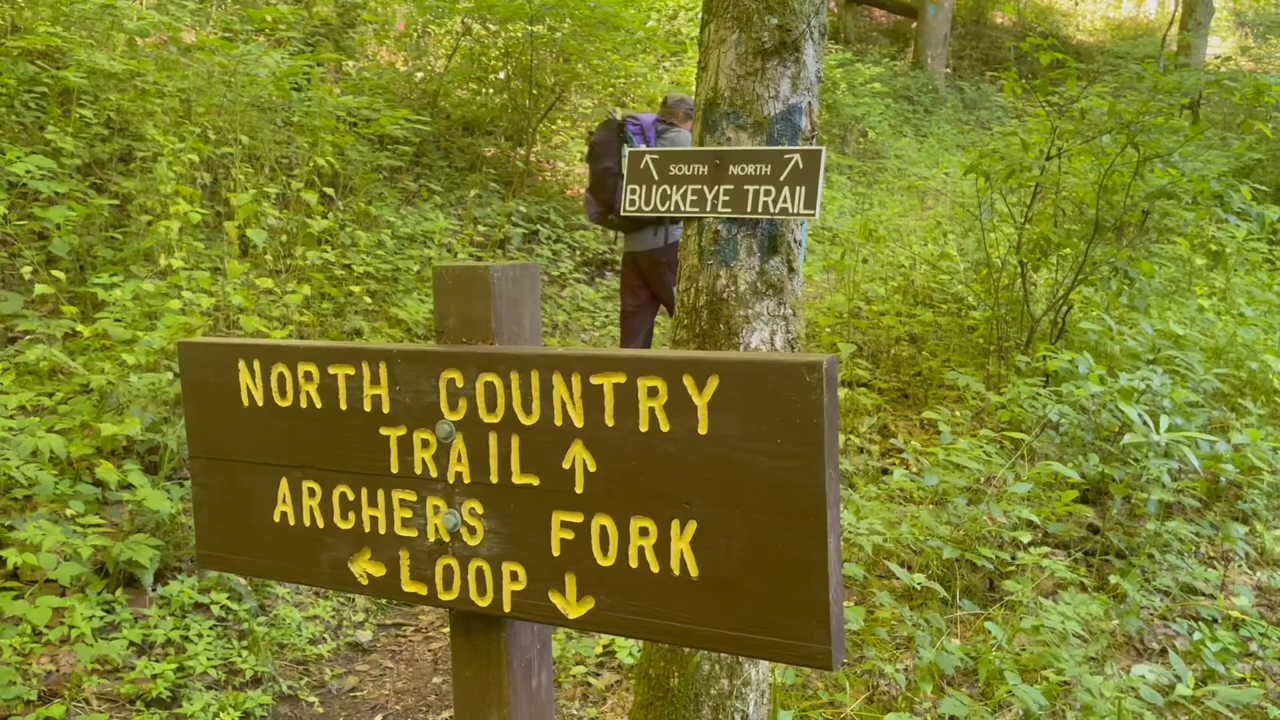 SOUTH NORTH
BUCKEYE TRAIL
NORTH COUNTRY
TRAIL ↑
ARCHERS FORK
← LOOP ↓